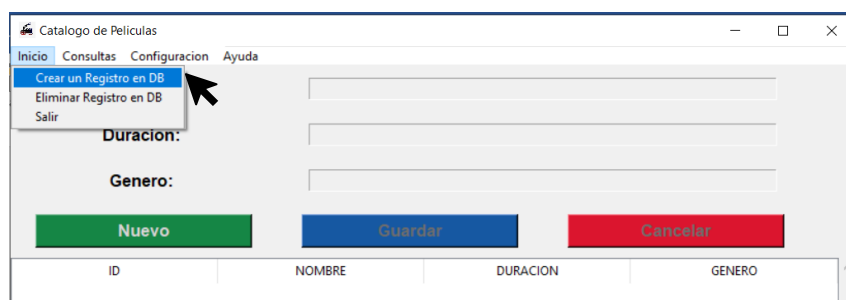 Catalogo de Peliculas
Inicio Consultas Configuracion Ayuda
Crear un Registro en DB
Eliminar Registro en DB
Salir
Duracion:
Genero:
Nuevo Guardar Cancelar
ID NOMBRE DURACION GENERO